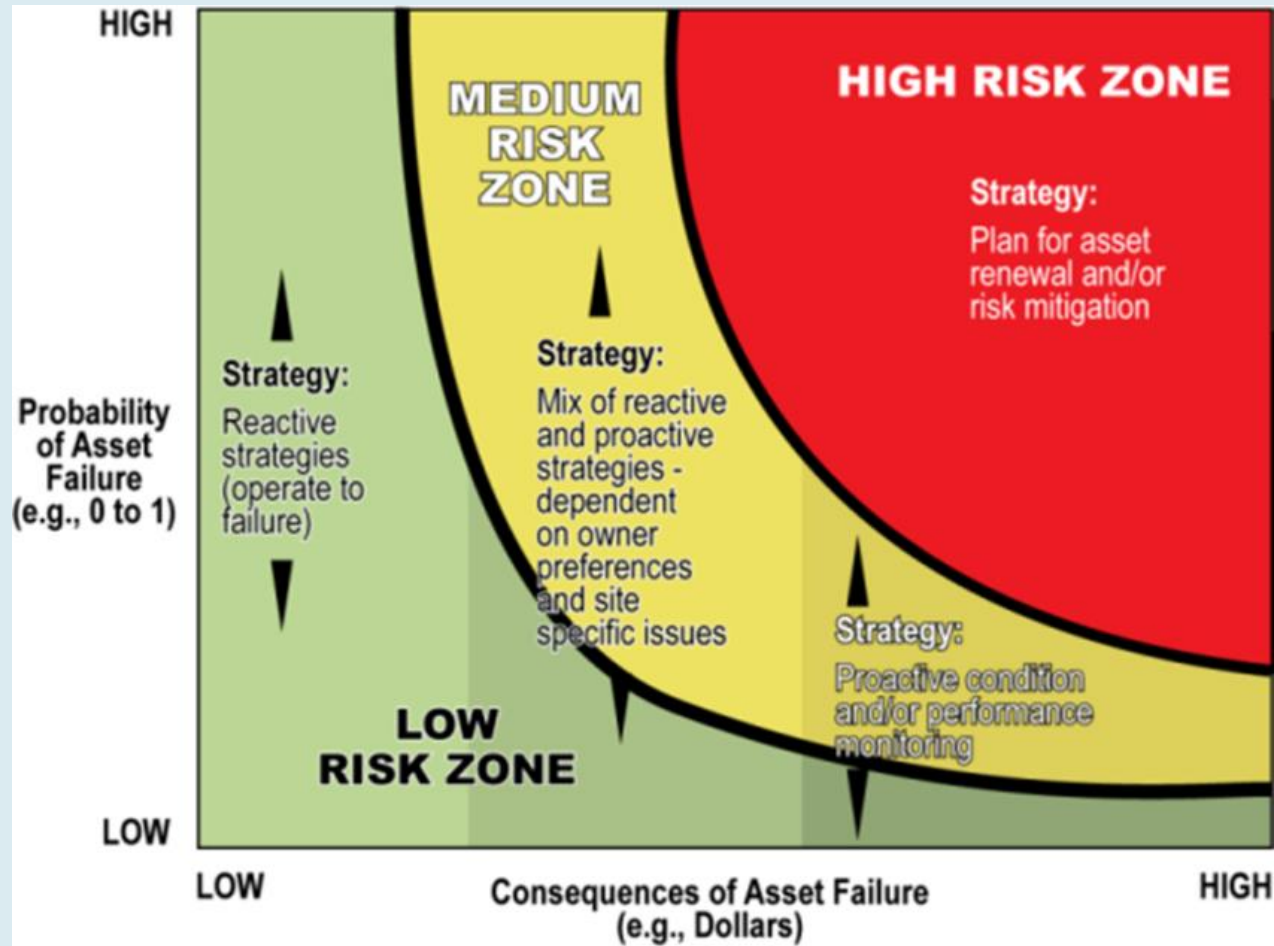 HIGH
MEDIUM
RISK
ZONE
HIGH RISK ZONE
Strategy:
Plan for asset
renewal and/or
risk mitigation
Strategy:
Reactive
strategies
(operate to
failure)
Strategy:
Mix of reactive
and proactive
strategies -
dependent
on owner
preferences
and site
specific issues
Probability
of Asset
Failure
(e.g., 0 to 1)
Strategy:
Proactive condition
and/or performance
monitoring
LOW
RISK ZONE
LOW
LOW
Consequences of Asset Failure
(e.g., Dollars)
HIGH